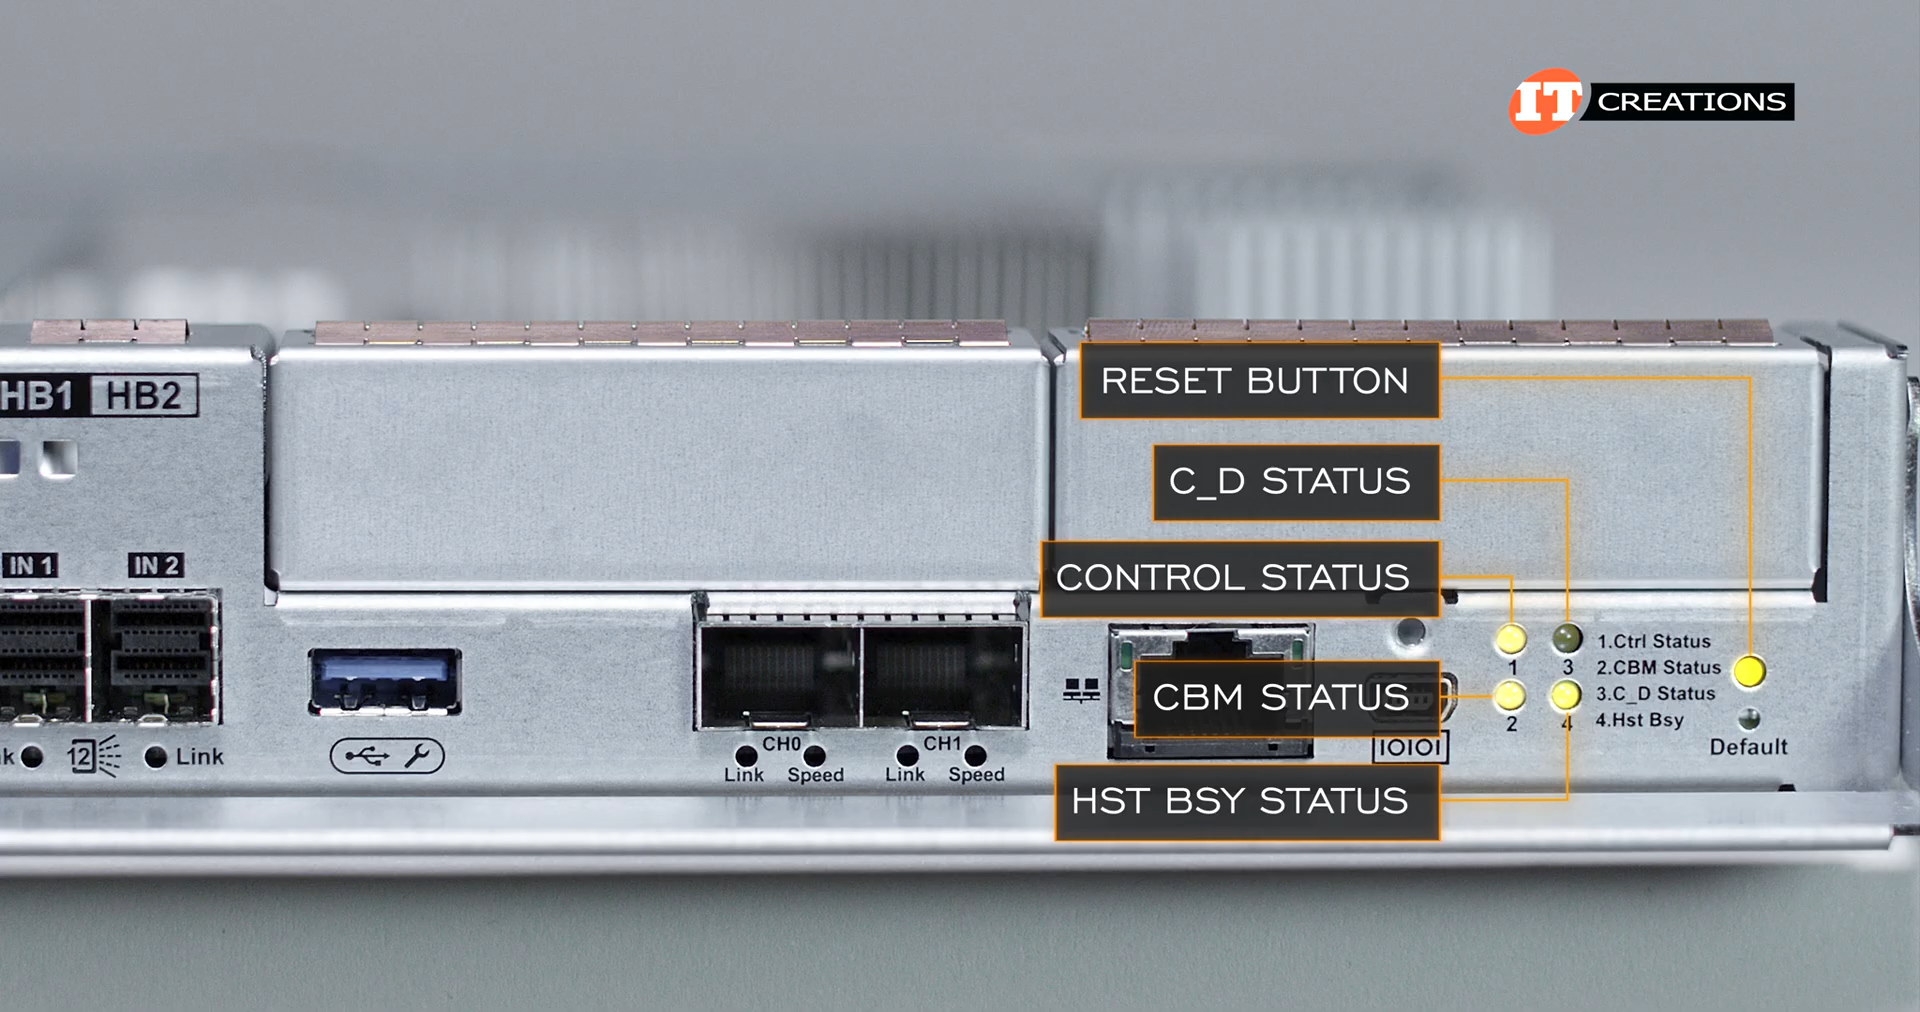 IT CREATIONS
HB1 HB2
RESET BUTTON
C_D STATUS
IN 1 IN 2
CONTROL STATUS
1 3
1.Ctrl Status
2.CBM Status
3.C_D Status
4.Hst Bsy
CBM STATUS
2 4
Default
12
Link
CH0
Link Speed
CH1
Link Speed
IOIOI
HST BSY STATUS